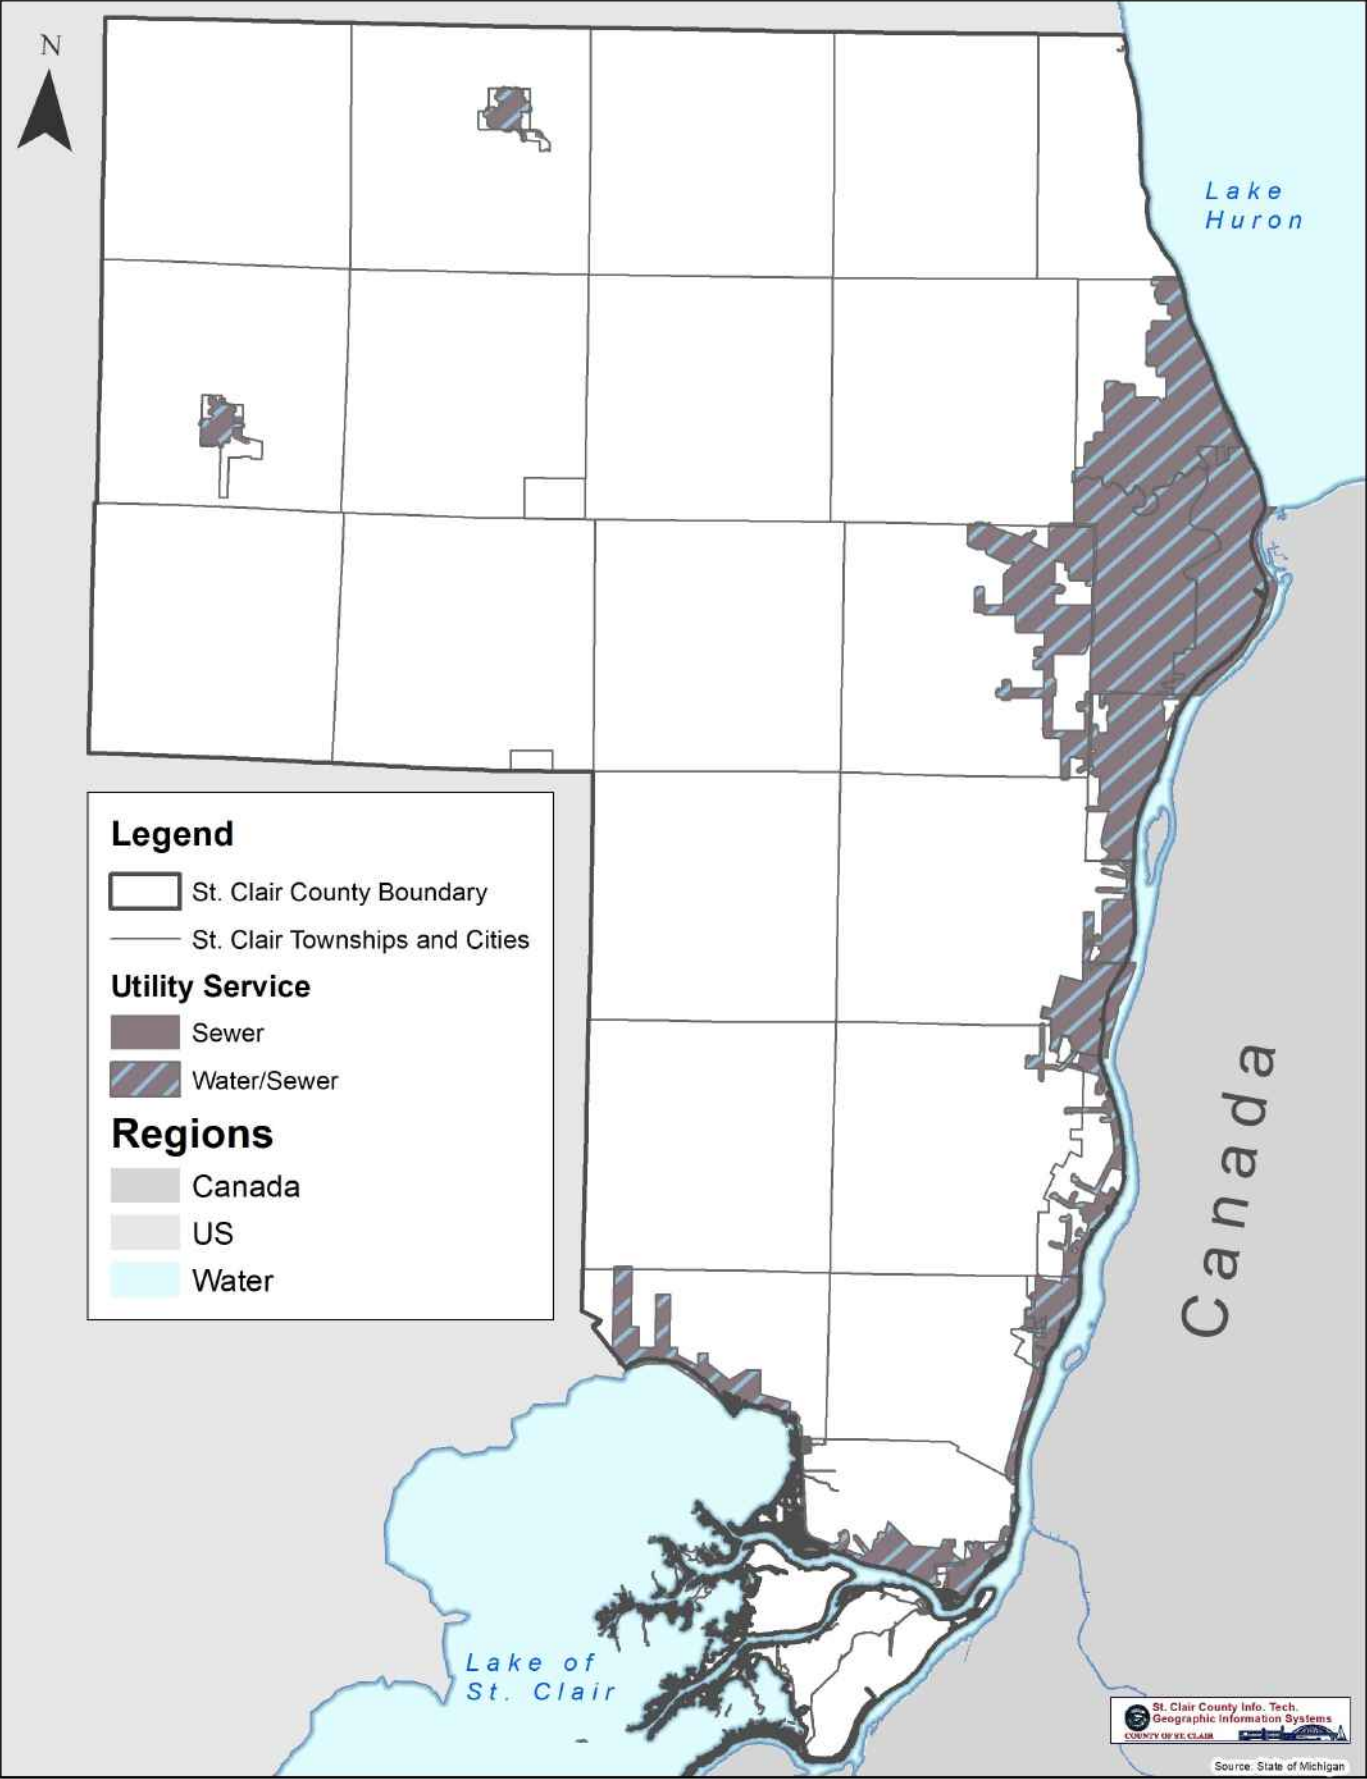 N
Lake
Huron
Legend
St. Clair County Boundary
St. Clair Townships and Cities
Utility Service
Sewer
Water/Sewer
Regions
Canada
US
Water
Canada
Lake of
St. Clair
St. Clair County Info. Tech.
Geographic Information Systems
COUNTY OF ST. CLAIR
Source: State of Michigan